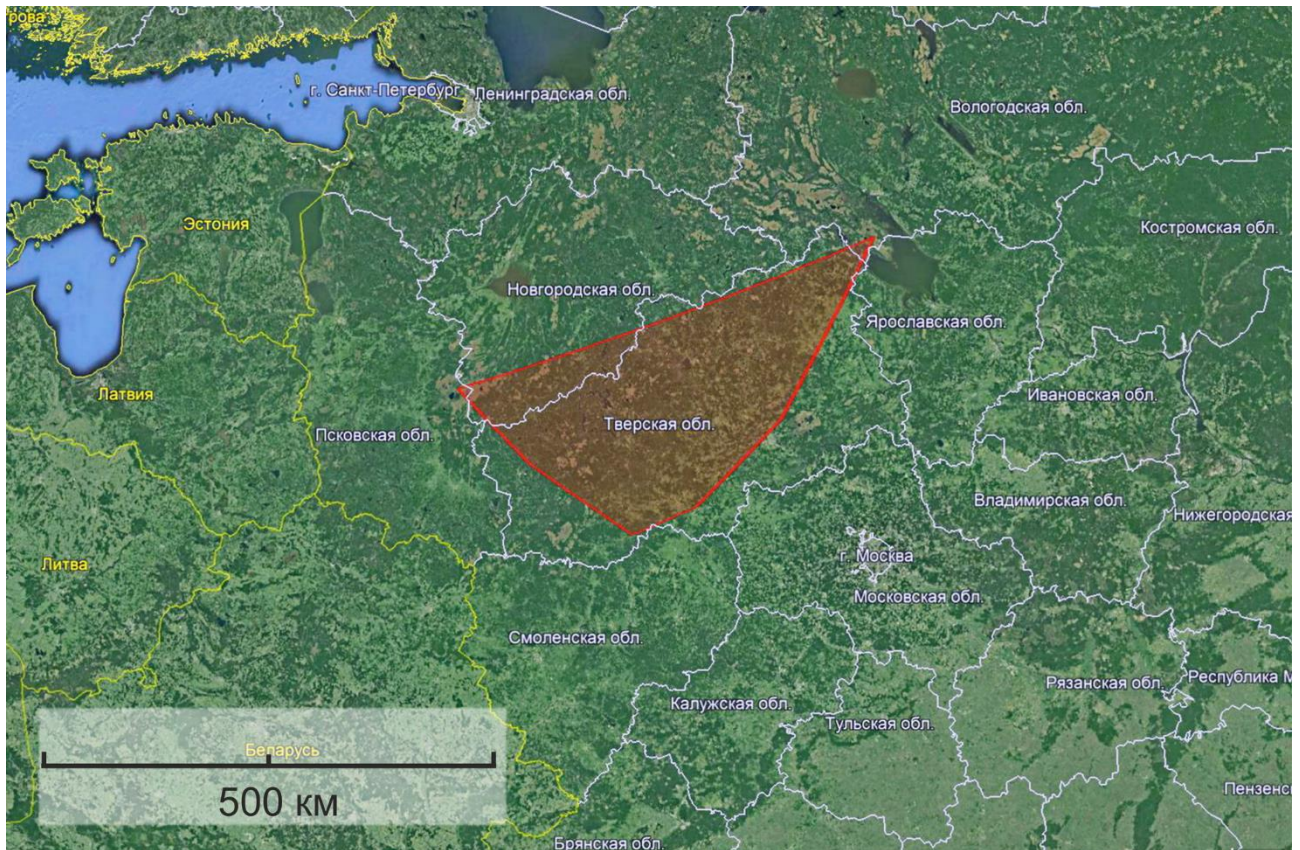 рова
г. Санкт-Петербург
Ленинградская обл.
Вологодская обл.
Эстония
Костромская обл.
Новгородская обл.
Ярославская обл.
Латвия
Ивановская обл.
Псковская обл.
Тверская обл.
Владимирская обл.
Нижегородская
Литва
г. Москва
Московская обл.
Смоленская обл.
Рязанская обл.
Республика М
Калужская обл.
Тульская обл.
Беларусь
500 км
Пензенс
Брянская обл.